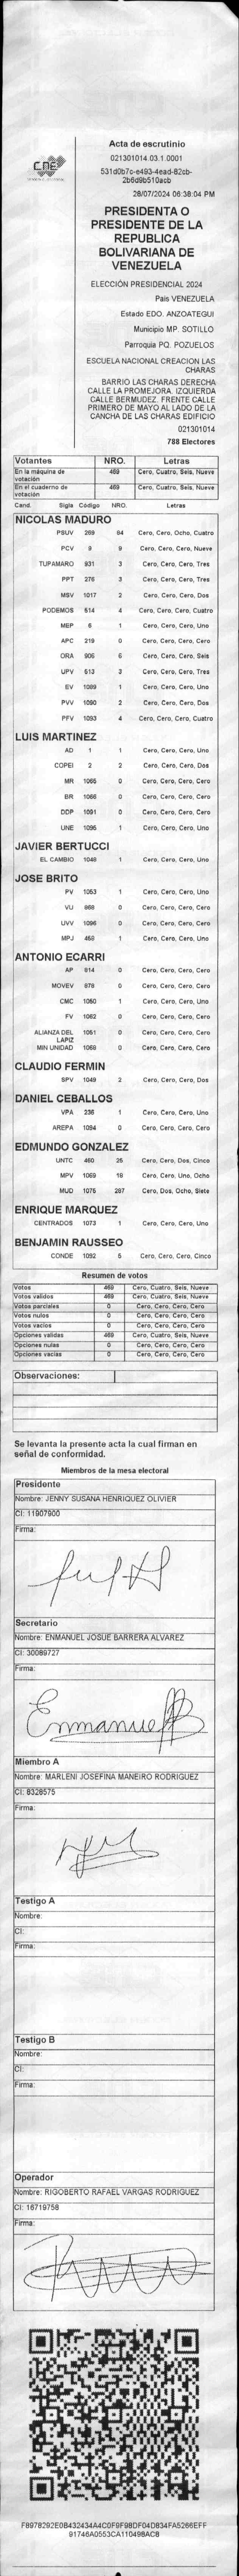 CNE
Acta de escrutinio
021301014.03.1.0001
531d0b7c-e493-4ead-82cb-
2b6d9b510acb
28/07/2024 06:38:04 PM
PRESIDENTA O
PRESIDENTE DE LA
REPUBLICA
BOLIVARIANA DE
VENEZUELA
ELECCIÓN PRESIDENCIAL 2024
Pais VENEZUELA
Estado EDO. ANZOATEGUI
Municipio MP. SOTILLO
Parroquia PQ. POZUELOS
ESCUELA NACIONAL CREACION LAS
CHARAS
BARRIO LAS CHARAS DERECHA
CALLE LA PROMEJORA. IZQUIERDA
CALLE BERMUDEZ. FRENTE CALLE
PRIMERO DE MAYO AL LADO DE LA
CANCHA DE LAS CHARAS EDIFICIO
021301014
788 Electores
Votantes NRO. Letras
En la máquina de votación 469 Cero, Cuatro, Seis, Nueve
En el cuaderno de votación 469 Cero, Cuatro, Seis, Nueve
Cand. Sigla Código NRO. Letras
NICOLAS MADURO
PSUV 269 84 Cero, Cero, Ocho, Cuatro
PCV 9 9 Cero, Cero, Cero, Nueve
TUPAMARO 931 3 Cero, Cero, Cero, Tres
PPT 276 3 Cero, Cero, Cero, Tres
MSV 1017 2 Cero, Cero, Cero, Dos
PODEMOS 514 4 Cero, Cero, Cero, Cuatro
MEP 6 1 Cero, Cero, Cero, Uno
APC 219 0 Cero, Cero, Cero, Cero
ORA 906 6 Cero, Cero, Cero, Seis
UPV 513 3 Cero, Cero, Cero, Tres
EV 1089 1 Cero, Cero, Cero, Uno
PVV 1090 2 Cero, Cero, Cero, Dos
PFV 1093 4 Cero, Cero, Cero, Cuatro
LUIS MARTINEZ
AD 1 1 Cero, Cero, Cero, Uno
COPEI 2 2 Cero, Cero, Cero, Dos
MR 1065 0 Cero, Cero, Cero, Cero
BR 1066 0 Cero, Cero, Cero, Cero
DDP 1091 0 Cero, Cero, Cero, Cero
UNE 1095 1 Cero, Cero, Cero, Uno
JAVIER BERTUCCI
EL CAMBIO 1048 1 Cero, Cero, Cero, Uno
JOSE BRITO
PV 1053 1 Cero, Cero, Cero, Uno
VU 968 0 Cero, Cero, Cero, Cero
UVV 1096 0 Cero, Cero, Cero, Cero
MPJ 458 1 Cero, Cero, Cero, Uno
ANTONIO ECARRI
AP 914 0 Cero, Cero, Cero, Cero
MOVEV 978 0 Cero, Cero, Cero, Cero
CMC 1050 1 Cero, Cero, Cero, Uno
FV 1062 0 Cero, Cero, Cero, Cero
ALIANZA DEL LAPIZ 1051 0 Cero, Cero, Cero, Cero
MIN UNIDAD 1068 0 Cero, Cero, Cero, Cero
CLAUDIO FERMIN
SPV 1049 2 Cero, Cero, Cero, Dos
DANIEL CEBALLOS
VPA 236 1 Cero, Cero, Cero, Uno
AREPA 1094 0 Cero, Cero, Cero, Cero
EDMUNDO GONZALEZ
UNTC 460 25 Cero, Cero, Dos, Cinco
MPV 1069 18 Cero, Cero, Uno, Ocho
MUD 1075 287 Cero, Dos, Ocho, Siete
ENRIQUE MARQUEZ
CENTRADOS 1073 1 Cero, Cero, Cero, Uno
BENJAMIN RAUSSEO
CONDE 1092 5 Cero, Cero, Cero, Cinco
Resumen de votos
Votos 469 Cero, Cuatro, Seis, Nueve
Votos validos 469 Cero, Cuatro, Seis, Nueve
Votos parciales 0 Cero, Cero, Cero, Cero
Votos nulos 0 Cero, Cero, Cero, Cero
Votos vacios 0 Cero, Cero, Cero, Cero
Opciones validas 469 Cero, Cuatro, Seis, Nueve
Opciones nulas 0 Cero, Cero, Cero, Cero
Opciones vacias 0 Cero, Cero, Cero, Cero
Observaciones:
Se levanta la presente acta la cual firman en
señal de conformidad.
Miembros de la mesa electoral
Presidente
Nombre: JENNY SUSANA HENRIQUEZ OLIVIER
CI: 11907900
Firma:
Secretario
Nombre: ENMANUEL JOSUE BARRERA ALVAREZ
CI: 30089727
Firma:
Enmanuel B
Miembro A
Nombre: MARLENI JOSEFINA MANEIRO RODRIGUEZ
CI: 8328575
Firma:
Testigo A
Nombre:
CI:
Firma:
Testigo B
Nombre:
CI:
Firma:
Operador
Nombre: RIGOBERTO RAFAEL VARGAS RODRIGUEZ
CI: 16719758
Firma:
F8978292E0B432434A4C0F9F98DF04D834FA5266EFF
91746A0553CA110498AC8